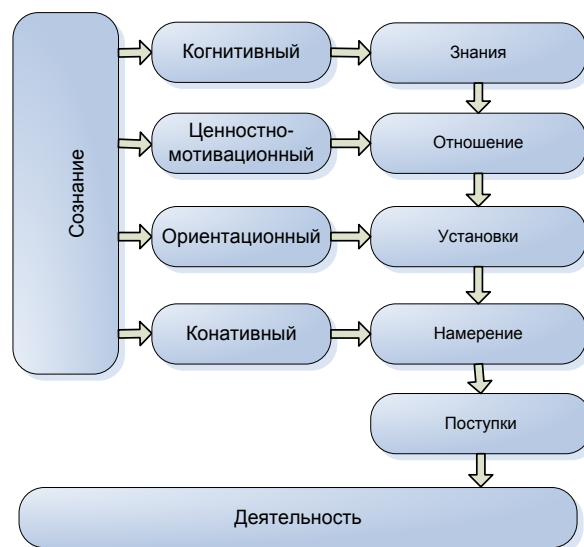 Сознание
Когнитивный
Знания
Ценностно-
мотивационный
Отношение
Ориентационный
Установки
Конативный
Намерение
Поступки
Деятельность